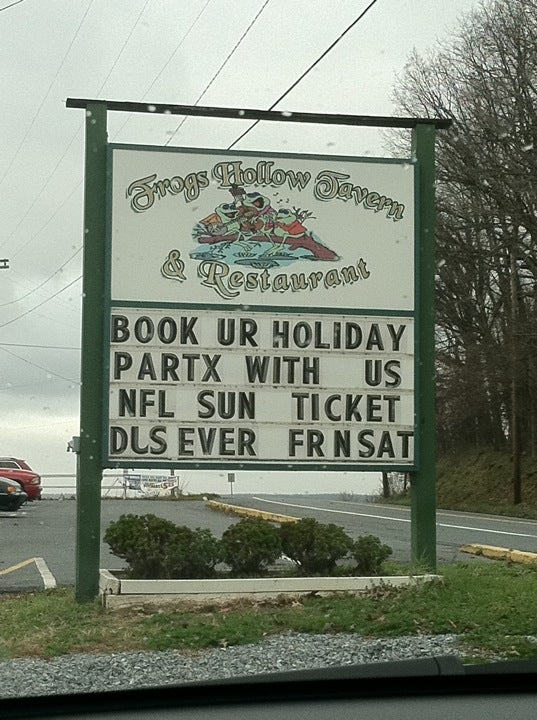 Frogs Hollow Tavern
& Restaurant
BOOK UR HOLiDAY
PARTX WITH US
NFL SUN TICKET
DLS EVER FRNSAT